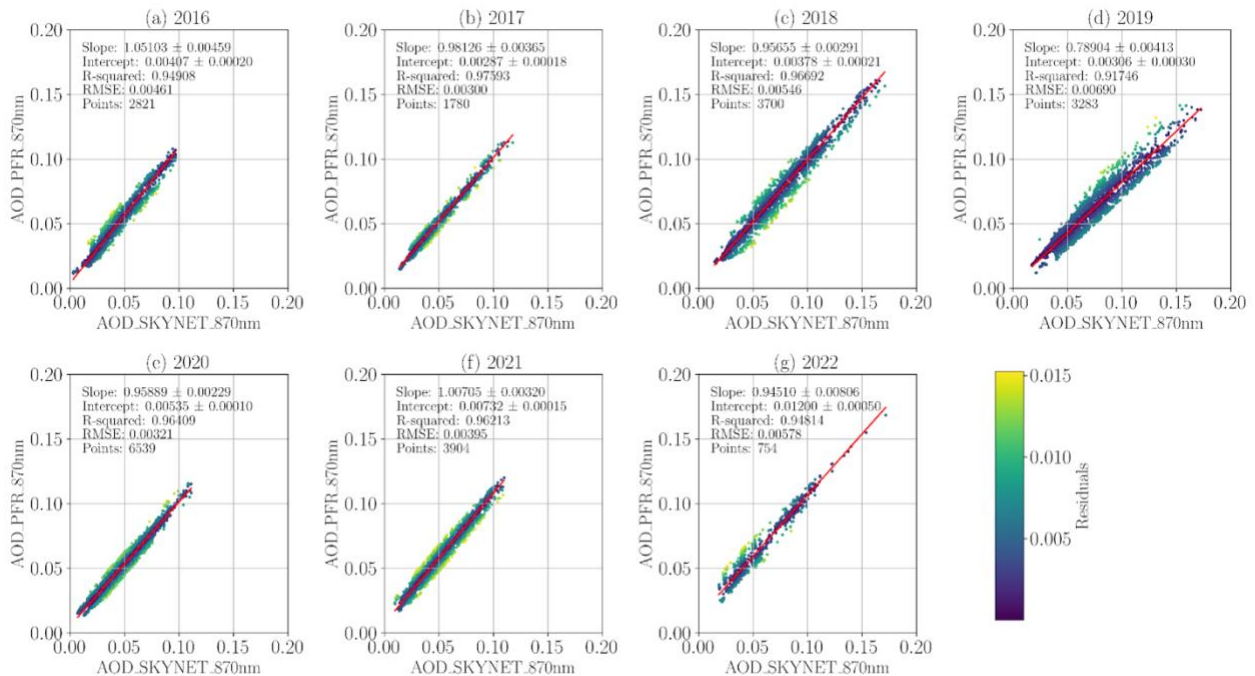 (a) 2016
Slope: 1.05103 ± 0.00459
Intercept: 0.00407 ± 0.00020
R-squared: 0.94908
RMSE: 0.00461
Points: 2821
0.20
0.15
0.10
0.05
0.00
AOD_PFR_870nm
0.00 0.05 0.10 0.15 0.20
AOD_SKYNET_870nm
(b) 2017
Slope: 0.98126 ± 0.00365
Intercept: 0.00287 ± 0.00018
R-squared: 0.97593
RMSE: 0.00300
Points: 1780
0.20
0.15
0.10
0.05
0.00
AOD_PFR_870nm
0.00 0.05 0.10 0.15 0.20
AOD_SKYNET_870nm
(c) 2018
Slope: 0.95655 ± 0.00291
Intercept: 0.00378 ± 0.00021
R-squared: 0.96692
RMSE: 0.00546
Points: 3700
0.20
0.15
0.10
0.05
0.00
AOD_PFR_870nm
0.00 0.05 0.10 0.15 0.20
AOD_SKYNET_870nm
(d) 2019
Slope: 0.78904 ± 0.00413
Intercept: 0.00306 ± 0.00030
R-squared: 0.91746
RMSE: 0.00690
Points: 3283
0.20
0.15
0.10
0.05
0.00
AOD_PFR_870nm
0.00 0.05 0.10 0.15 0.20
AOD_SKYNET_870nm
(e) 2020
Slope: 0.95889 ± 0.00229
Intercept: 0.00535 ± 0.00010
R-squared: 0.96409
RMSE: 0.00321
Points: 6539
0.20
0.15
0.10
0.05
0.00
AOD_PFR_870nm
0.00 0.05 0.10 0.15 0.20
AOD_SKYNET_870nm
(f) 2021
Slope: 1.00705 ± 0.00320
Intercept: 0.00732 ± 0.00015
R-squared: 0.96213
RMSE: 0.00395
Points: 3904
0.20
0.15
0.10
0.05
0.00
AOD_PFR_870nm
0.00 0.05 0.10 0.15 0.20
AOD_SKYNET_870nm
(g) 2022
Slope: 0.94510 ± 0.00806
Intercept: 0.01200 ± 0.00050
R-squared: 0.94814
RMSE: 0.00578
Points: 754
0.20
0.15
0.10
0.05
0.00
AOD_PFR_870nm
0.00 0.05 0.10 0.15 0.20
AOD_SKYNET_870nm
0.015
0.010
0.005
Residuals